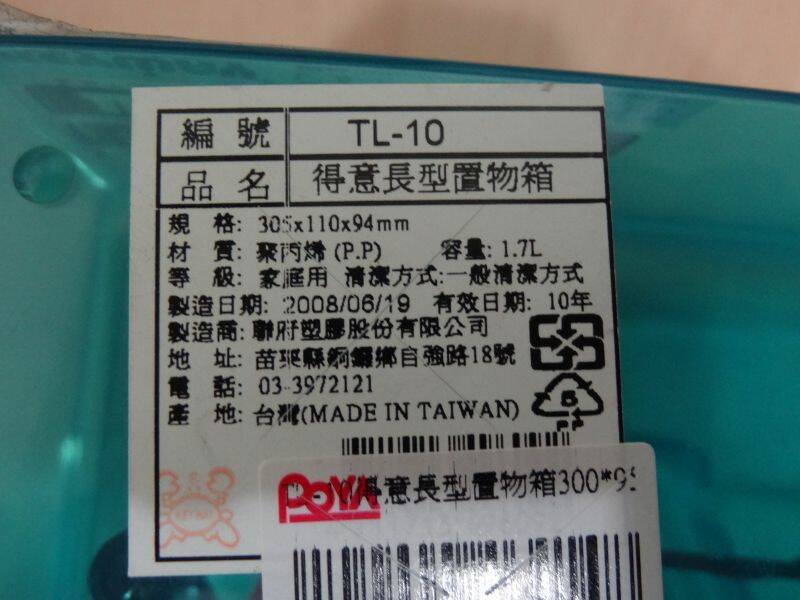 編號 TL-10
品名 得意長型置物箱
規 格: 305x110x94mm
材 質: 聚丙烯 (P.P) 容量: 1.7L
等 級: 家庭用 清潔方式:一般清潔方式
製造日期: 2008/06/19 有效日期: 10年
製造商: 聯府塑膠股份有限公司
地 址: 苗栗縣銅鑼鄉自強路18號
電 話: 03-3972121
產 地: 台灣(MADE IN TAIWAN)
POYA
TL-10得意長型置物箱300*95